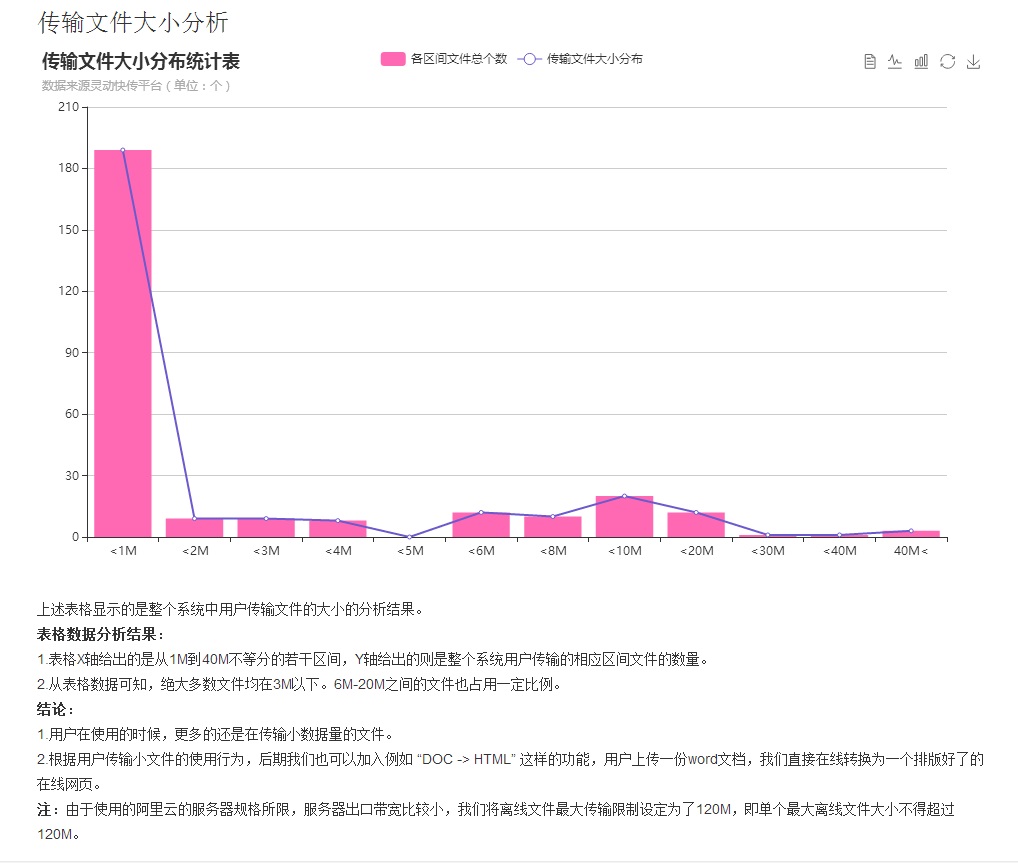 传输文件大小分析
传输文件大小分布统计表
各区间文件总个数 传输文件大小分布
数据来源灵动快传平台（单位：个）
210
180
150
120
90
60
30
0
<1M <2M <3M <4M <5M <6M <8M <10M <20M <30M <40M 40M<
上述表格显示的是整个系统中用户传输文件的大小的分析结果。
表格数据分析结果：
1.表格X轴给出的是从1M到40M不等分的若干区间，Y轴给出的则是整个系统用户传输的相应区间文件的数量。
2.从表格数据可知，绝大多数文件均在3M以下。6M-20M之间的文件也占用一定比例。
结论：
1.用户在使用的时候，更多的还是在传输小数据量的文件。
2.根据用户传输小文件的使用行为，后期我们也可以加入例如 “DOC -> HTML” 这样的功能，用户上传一份word文档，我们直接在线转换为一个排版好了的
在线网页。
注：由于使用的阿里云的服务器规格所限，服务器出口带宽比较小，我们将离线文件最大传输限制设定为了120M，即单个最大离线文件大小不得超过
120M。